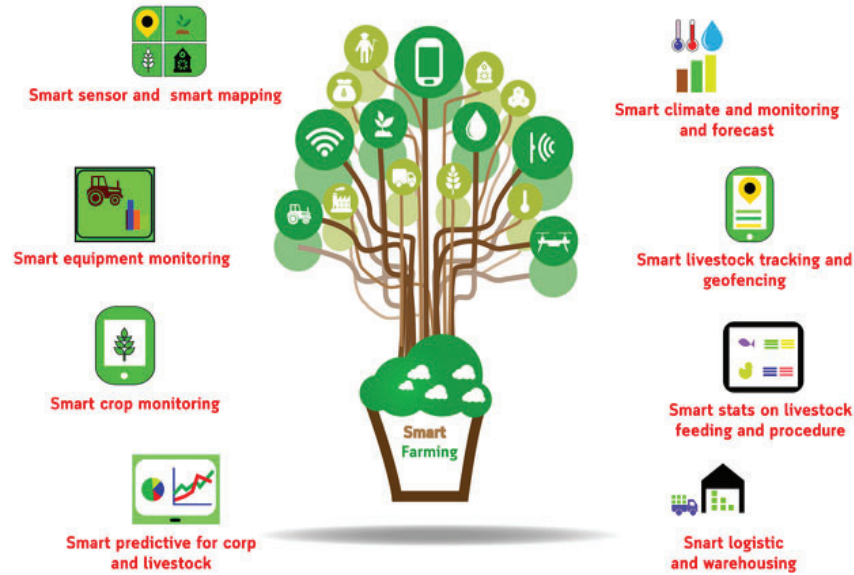 Smart sensor and smart mapping
Smart equipment monitoring
Smart crop monitoring
Smart predictive for corp
and livestock
Smart
Farming
Smart climate and monitoring
and forecast
Smart livestock tracking and
geofencing
Smart stats on livestock
feeding and procedure
Snart logistic
and warehousing